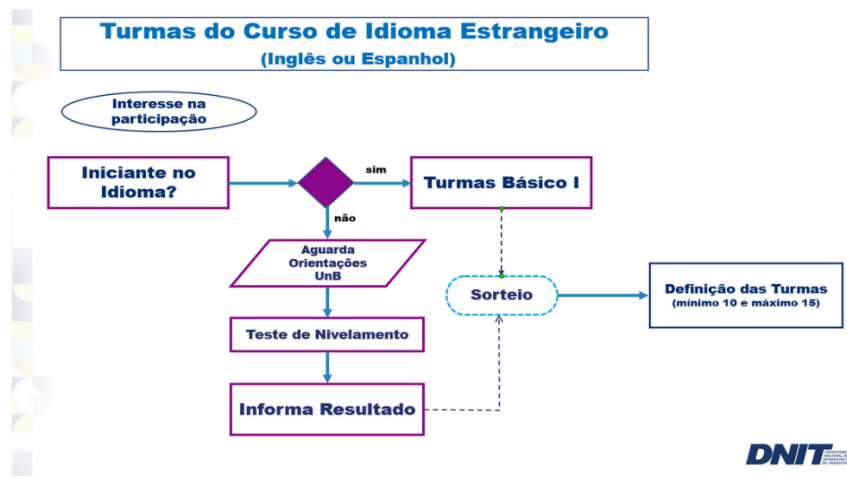 Turmas do Curso de Idioma Estrangeiro
(Inglês ou Espanhol)
Interesse na
participação
Iniciante no
Idioma?
sim
Turmas Básico I
não
Aguarda
Orientações
UnB
Sorteio
Definição das Turmas
(mínimo 10 e máximo 15)
Teste de Nivelamento
Informa Resultado
DNIT